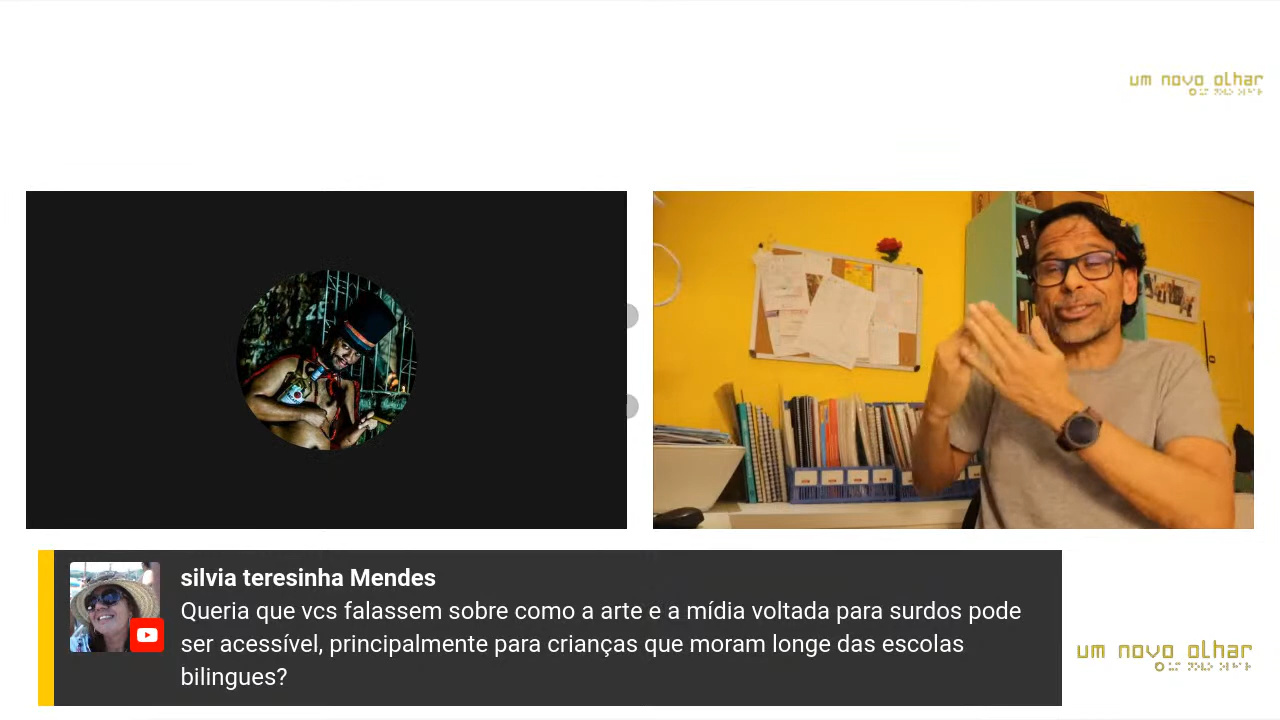 um novo olhar
silvia teresinha Mendes
Queria que vcs falassem sobre como a arte e a mídia voltada para surdos pode
ser acessível, principalmente para crianças que moram longe das escolas
bilingues?
um novo olhar